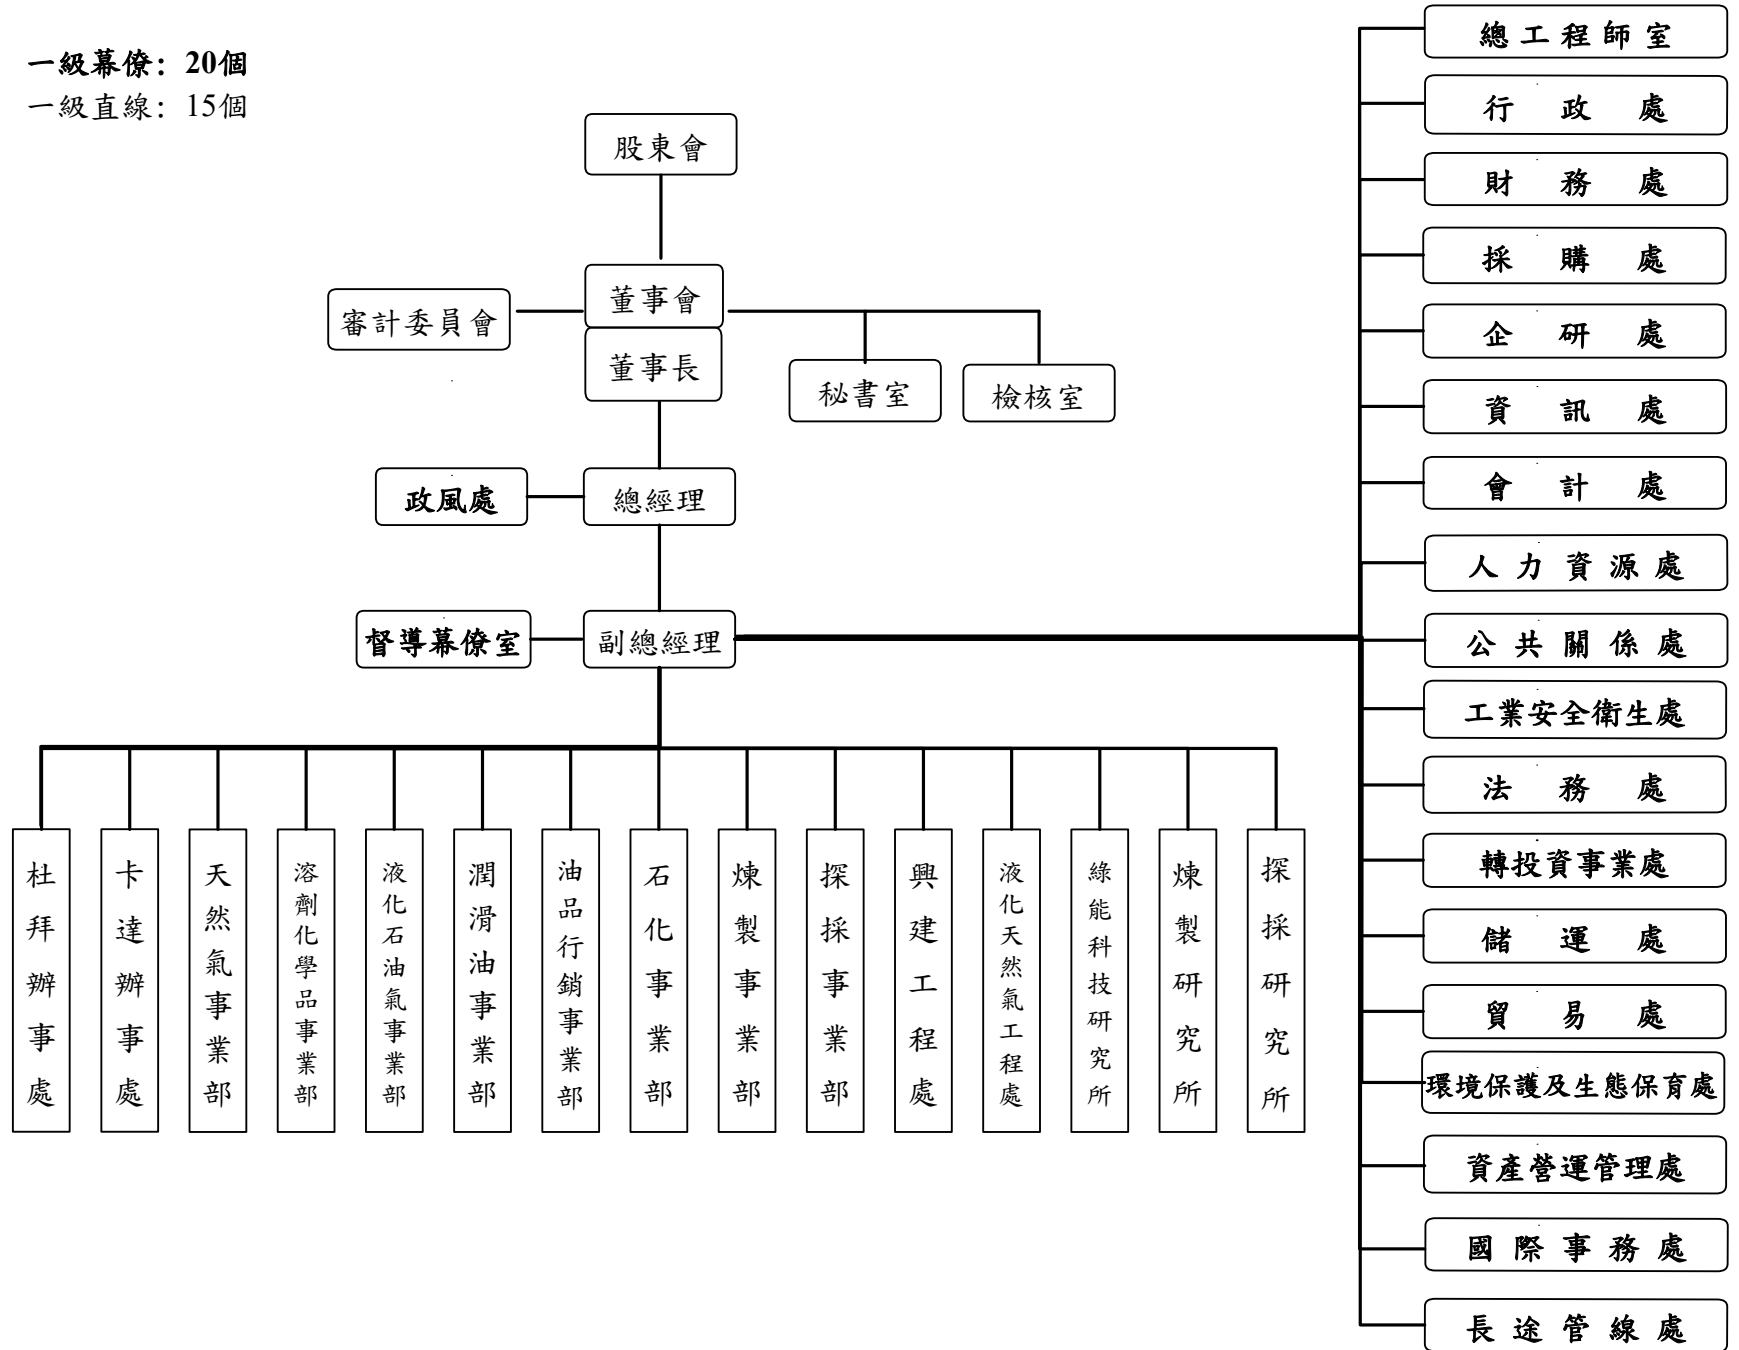 一級幕僚：20個
一級直線：15個
股東會
董事會
審計委員會
董事長
秘書室
檢核室
政風處
總經理
督導幕僚室
副總經理
杜拜辦事處
卡達辦事處
天然氣事業部
溶劑化學品事業部
液化石油氣事業部
潤滑油事業部
油品行銷事業部
石化事業部
煉製事業部
探採事業部
興建工程處
液化天然氣工程處
綠能科技研究所
煉製研究所
探採研究所
總工程師室
行政處
財務處
採購處
企研處
資訊處
會計處
人力資源處
公共關係處
工業安全衛生處
法務處
轉投資事業處
儲運處
貿易處
環境保護及生態保育處
資產營運管理處
國際事務處
長途管線處